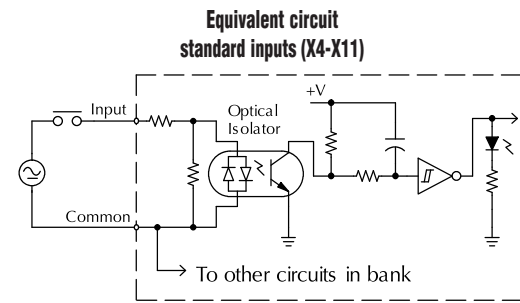 Equivalent circuit
standard inputs (X4-X11)
+V
Input
Optical
Isolator
Common
To other circuits in bank